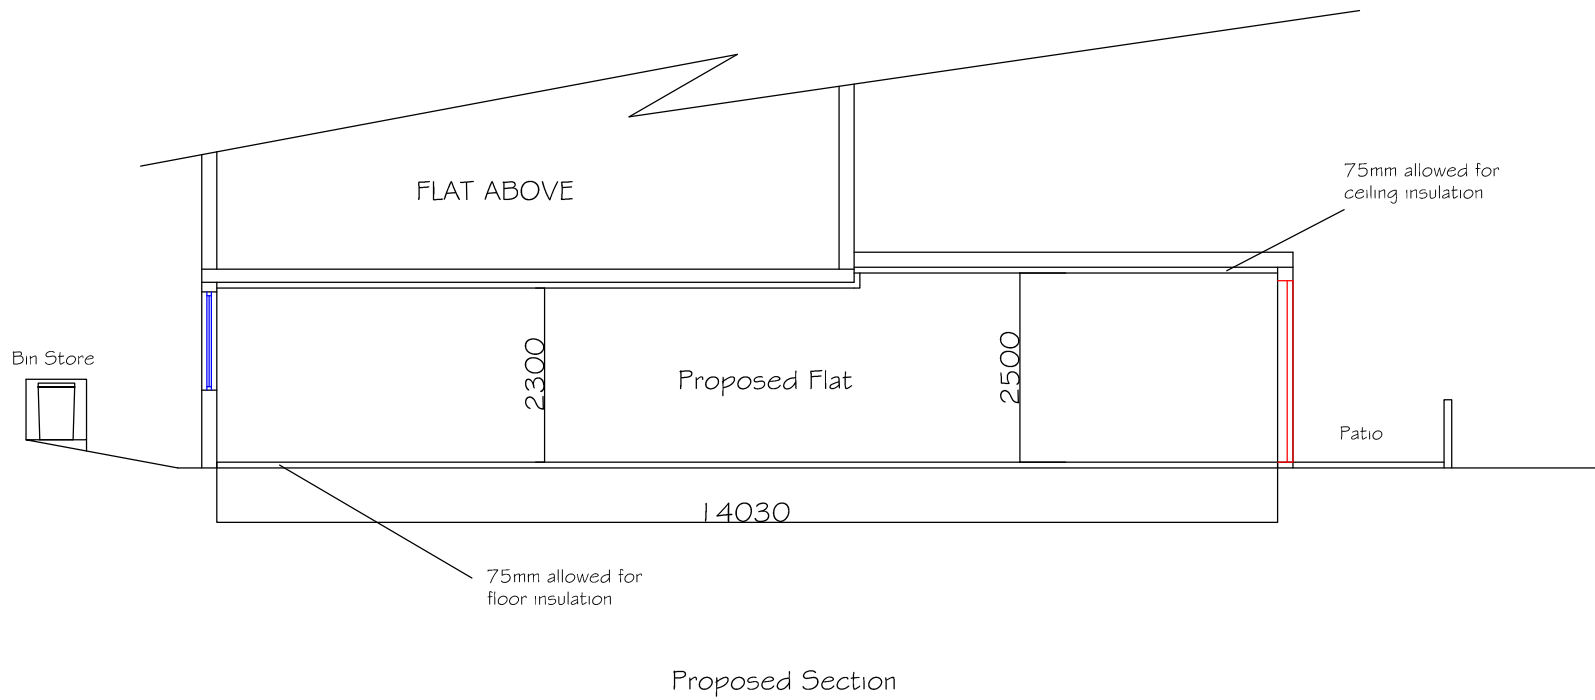 FLAT ABOVE
75mm allowed for
ceiling insulation
Bin Store
2300
Proposed Flat
2500
Patio
14030
75mm allowed for
floor insulation
Proposed Section